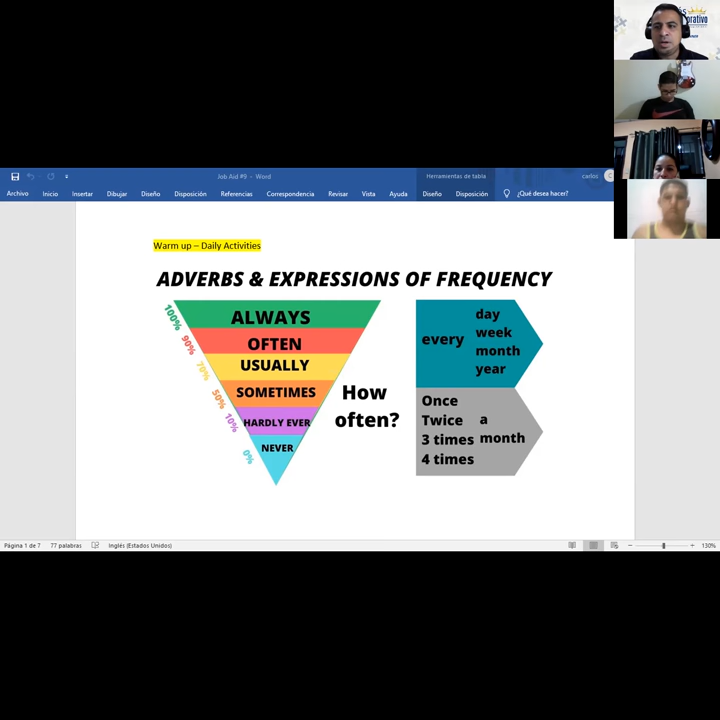 Job Aid #9 - Word
Herramientas de tabla
carlos
Archivo
Inicio
Insertar
Dibujar
Diseño
Disposición
Referencias
Correspondencia
Revisar
Vista
Ayuda
Diseño
Disposición
¿Qué desea hacer?
Warm up – Daily Activities
ADVERBS & EXPRESSIONS OF FREQUENCY
100%
ALWAYS
90%
OFTEN
70%
USUALLY
50%
SOMETIMES
10%
HARDLY EVER
0%
NEVER
How
often?
every
day
week
month
year
Once
Twice
3 times
4 times
a
month
Página 1 de 7
77 palabras
Inglés (Estados Unidos)
130%